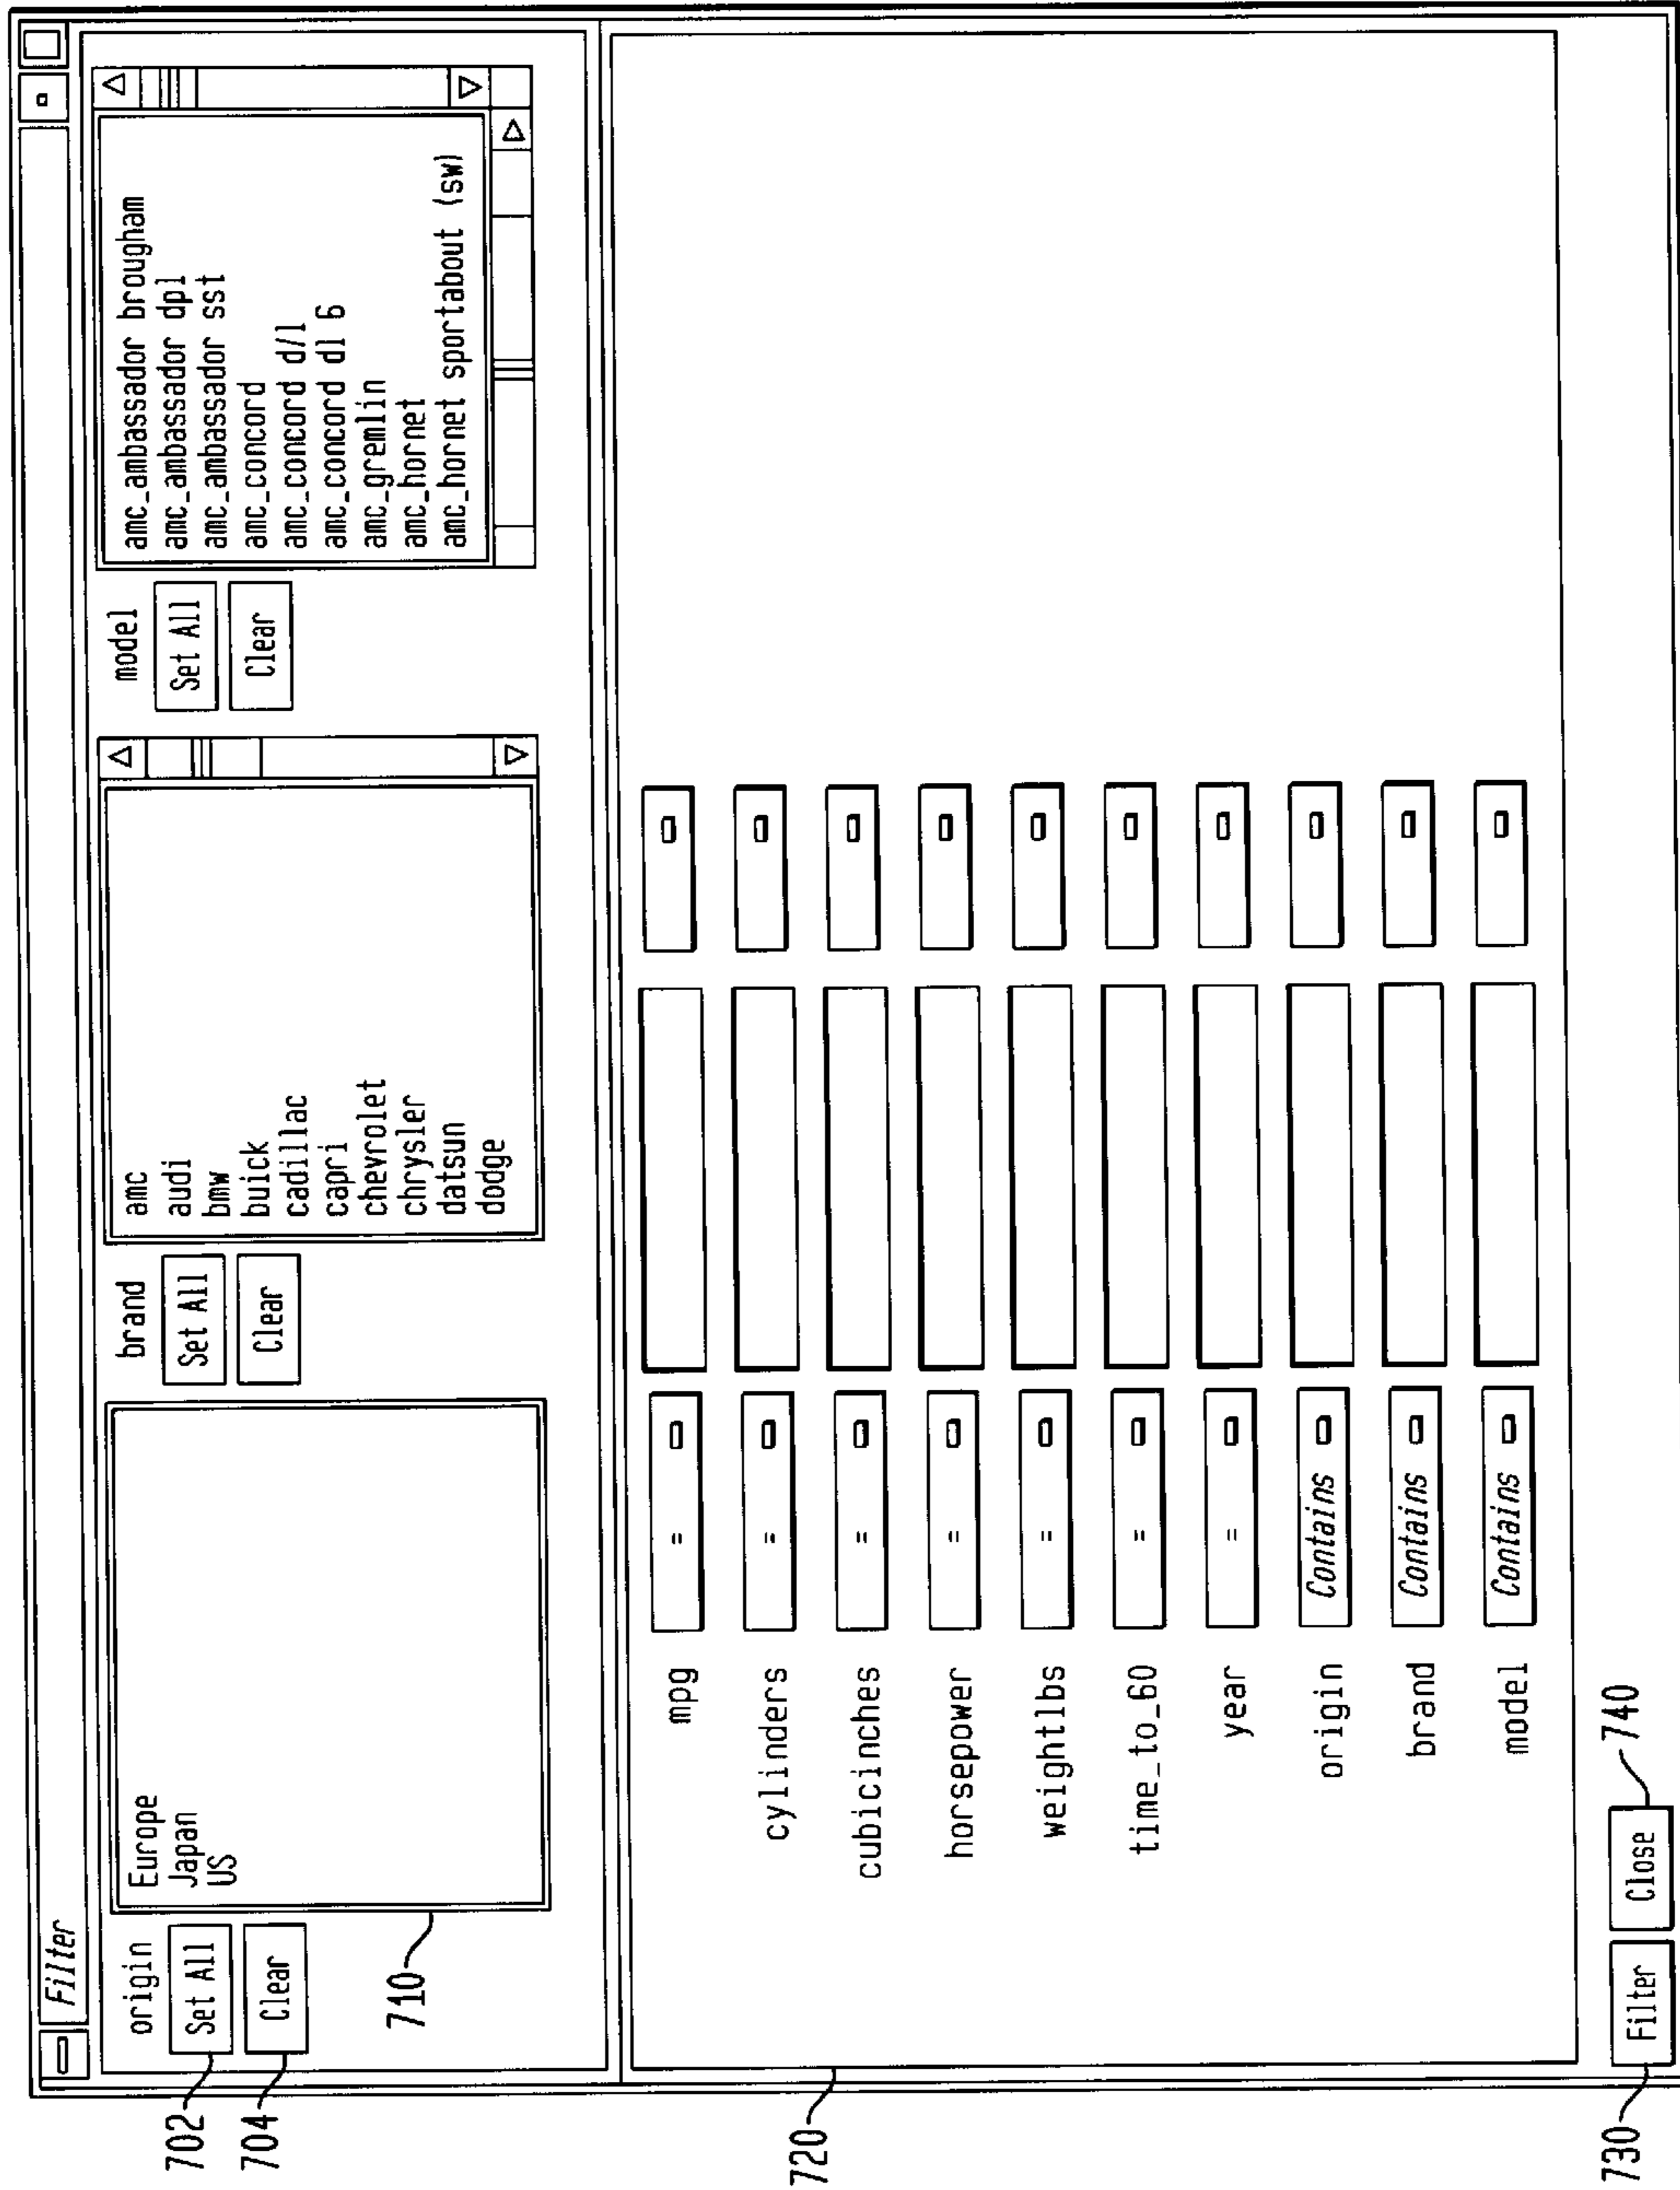 Filter
origin
Set All
Clear
Europe
Japan
US
brand
Set All
Clear
amc
audi
bmw
buick
cadillac
capri
chevrolet
chrysler
datsun
dodge
model
Set All
Clear
amc_ambassador brougham
amc_ambassador dpl
amc_ambassador sst
amc_concord
amc_concord d/l
amc_concord dl 6
amc_gremlin
amc_hornet
amc_hornet sportabout (sw)
702
704
710
720
mpg =
cylinders =
cubicinches =
horsepower =
weightlbs =
time_to_60 =
year =
origin Contains
brand Contains
model Contains
730
Filter
Close
740